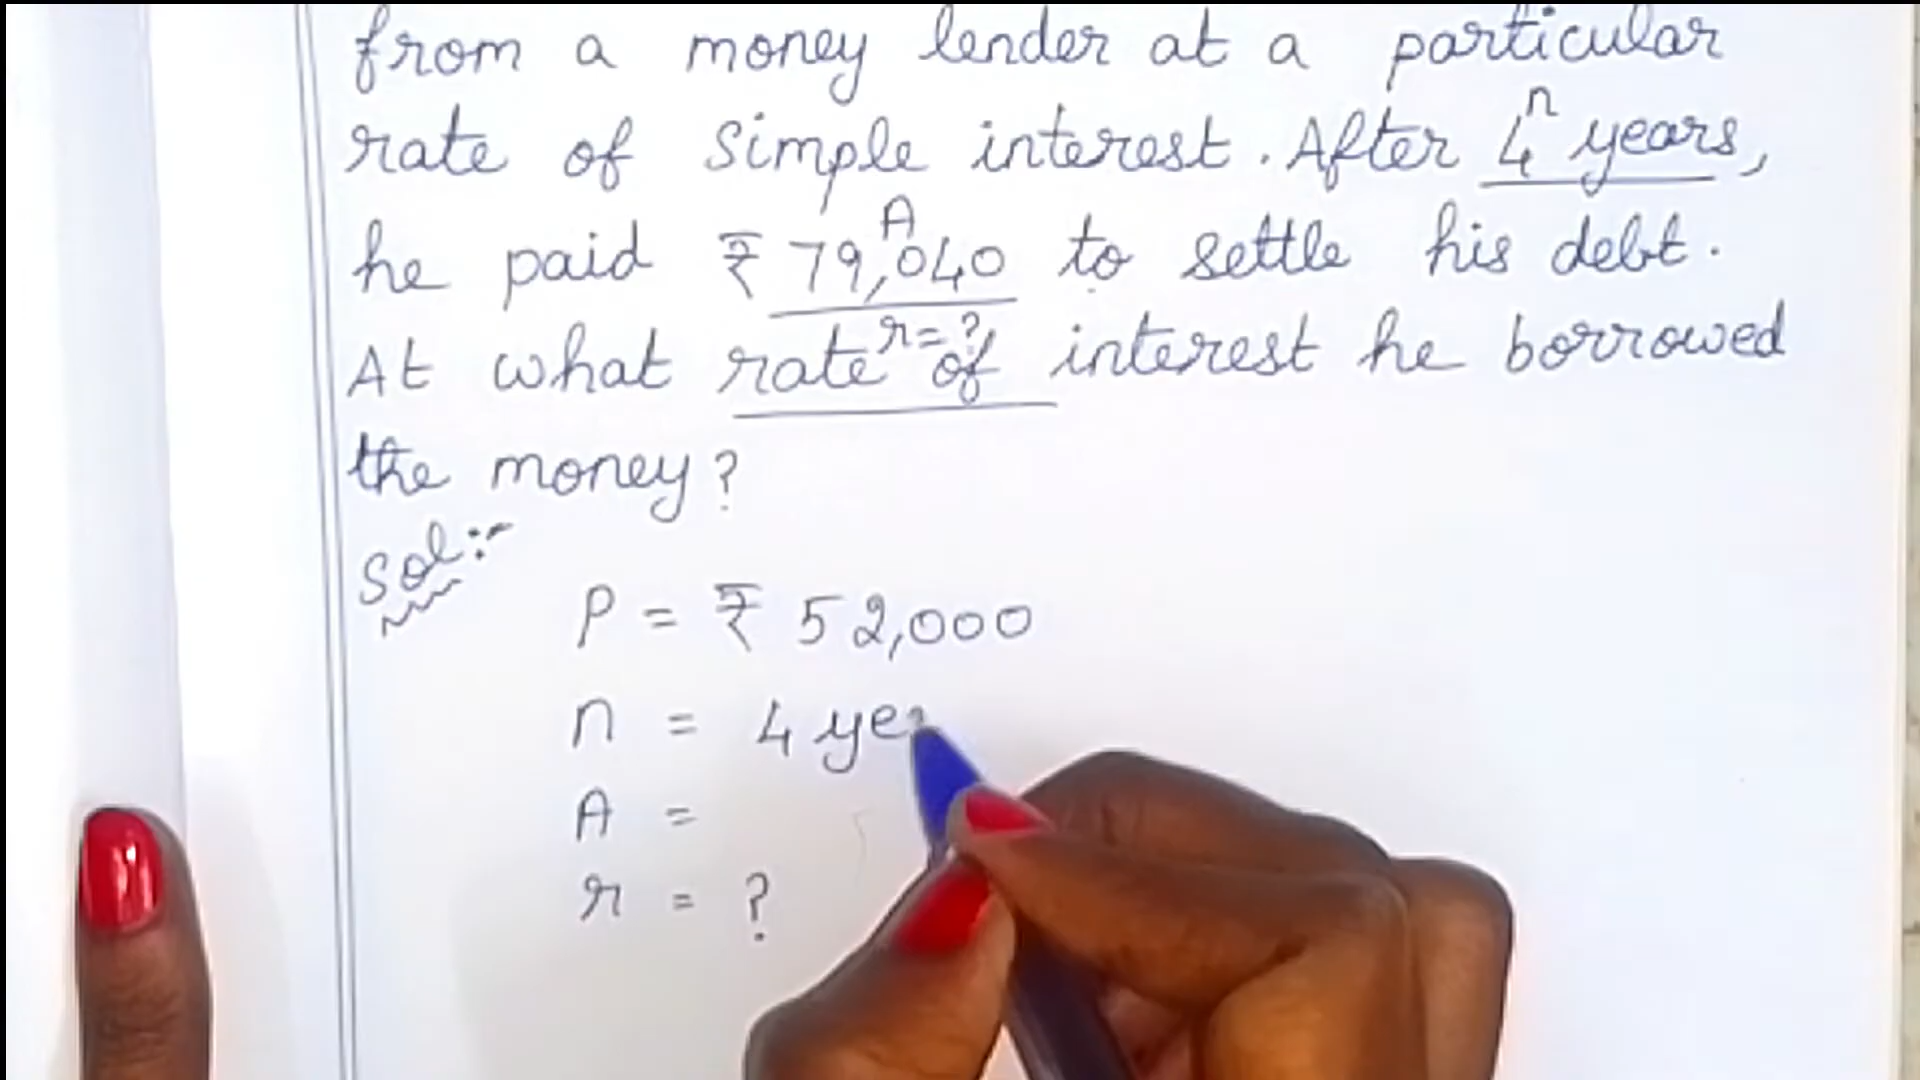 from a money lender at a particular
n
rate of simple interest. After 4 years,
A
he paid ₹ 79,040 to settle his debt.
r=?
At what rate of interest he borrowed
the money?
Sol:-
P = ₹ 52,000
n = 4 yea
A =
r = ?